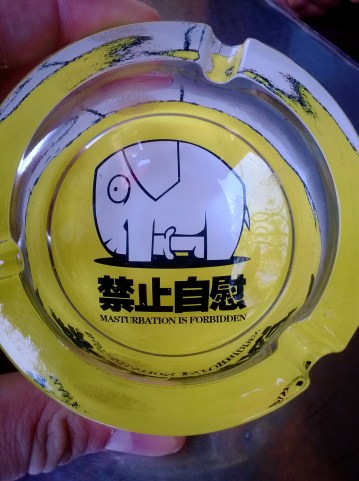 禁止自慰
MASTURBATION IS FORBIDDEN